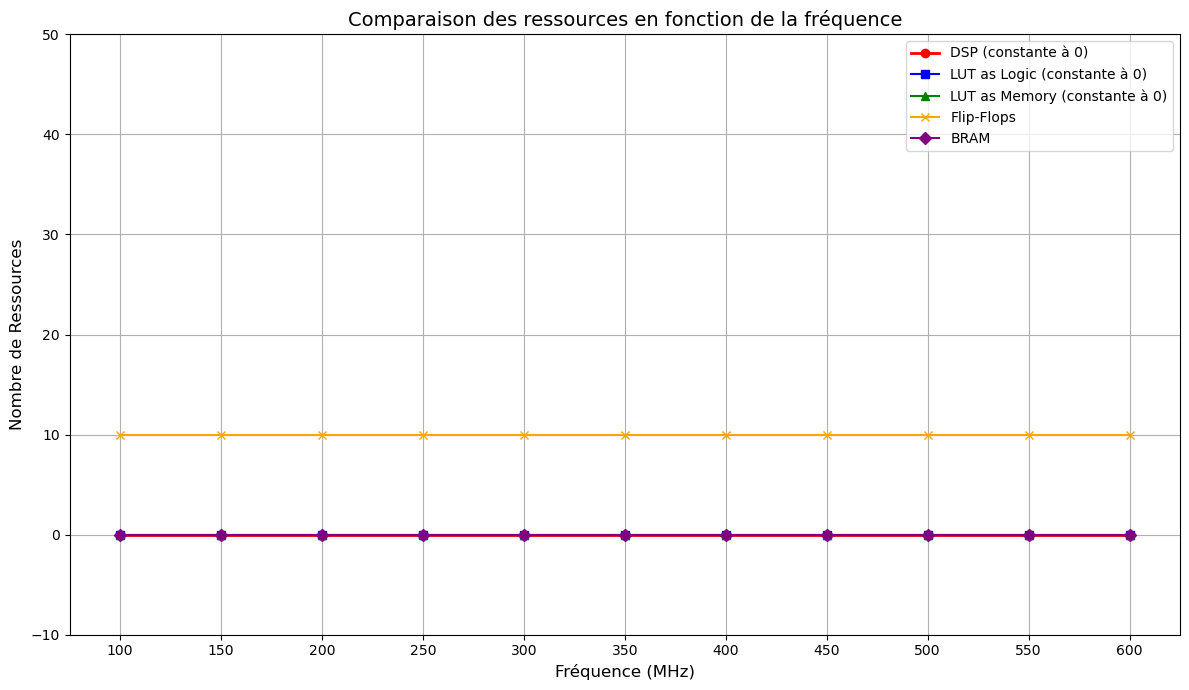 Comparaison des ressources en fonction de la fréquence
50
40
30
20
10
0
−10
Nombre de Ressources
DSP (constante à 0)
LUT as Logic (constante à 0)
LUT as Memory (constante à 0)
Flip-Flops
BRAM
100 150 200 250 300 350 400 450 500 550 600
Fréquence (MHz)